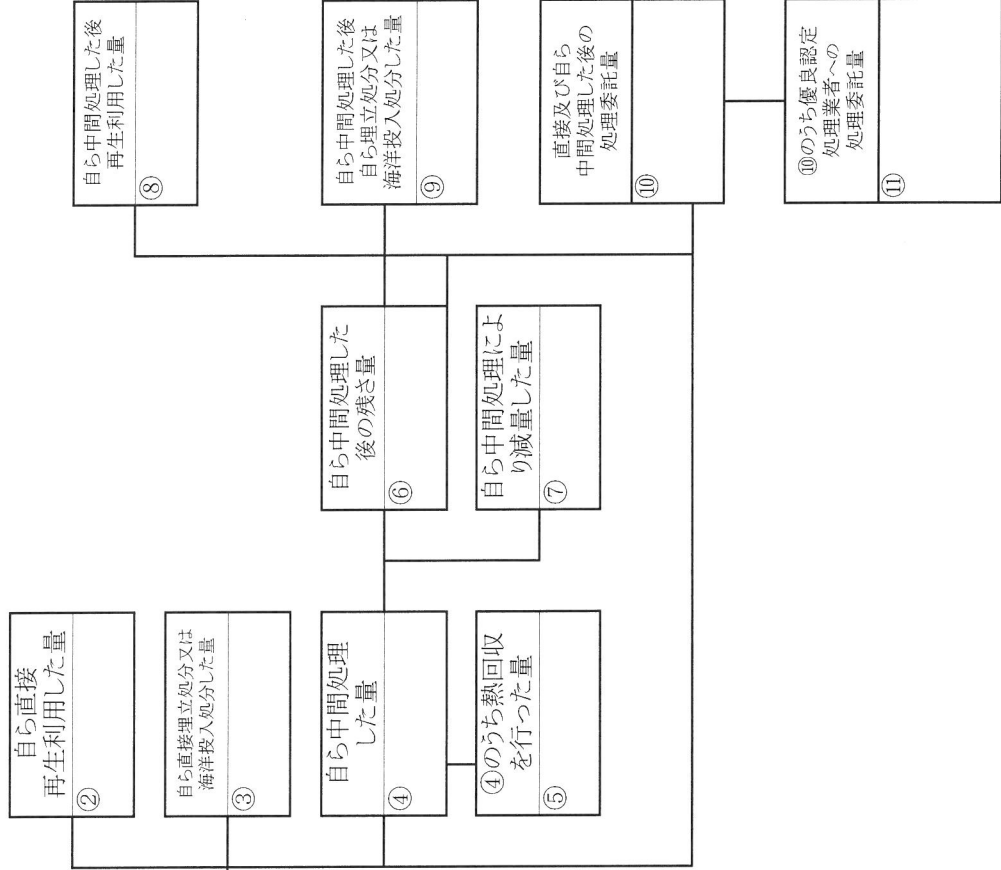 自ら直接
再生利用した量
②
自ら直接埋立処分又は
海洋投入処分した量
③
自ら中間処理
した量
④
④のうち熱回収
を行った量
⑤
自ら中間処理した
後の残さ量
⑥
自ら中間処理によ
り減量した量
⑦
自ら中間処理した後
再生利用した量
⑧
自ら中間処理した後
自ら埋立処分又は
海洋投入処分した量
⑨
直接及び自ら
中間処理した後の
処理委託量
⑩
⑩のうち優良認定
処理業者への
処理委託量
⑪